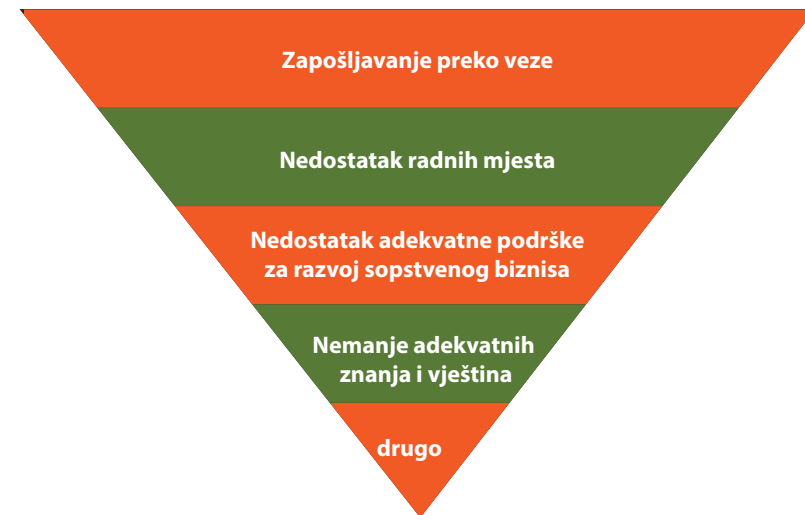 Zapošljavanje preko veze
Nedostatak radnih mjesta
Nedostatak adekvatne podrške
za razvoj sopstvenog biznisa
Nemanje adekvatnih
znanja i vještina
drugo